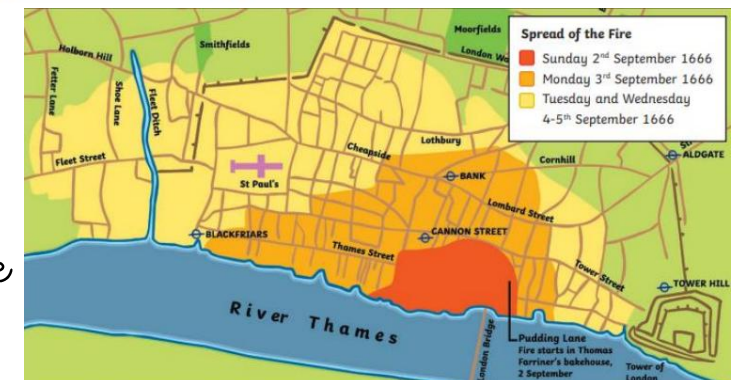 Spread of the Fire
Sunday 2nd September 1666
Monday 3rd September 1666
Tuesday and Wednesday
4-5th September 1666
Moorfields
London Wa
Smithfields
Holborn Hill
Fetter Lane
Shoe Lane
Fleet Ditch
Fleet Street
St Paul's
Cheapside
Lothbury
Cornhill
ALDGATE
BANK
Lombard Street
BLACKFRIARS
CANNON STREET
Thames Street
Tower Street
TOWER HILL
River Thames
London Bridge
Pudding Lane
Fire starts in Thomas
Farriner's bakehouse,
2 September
Tower of
London